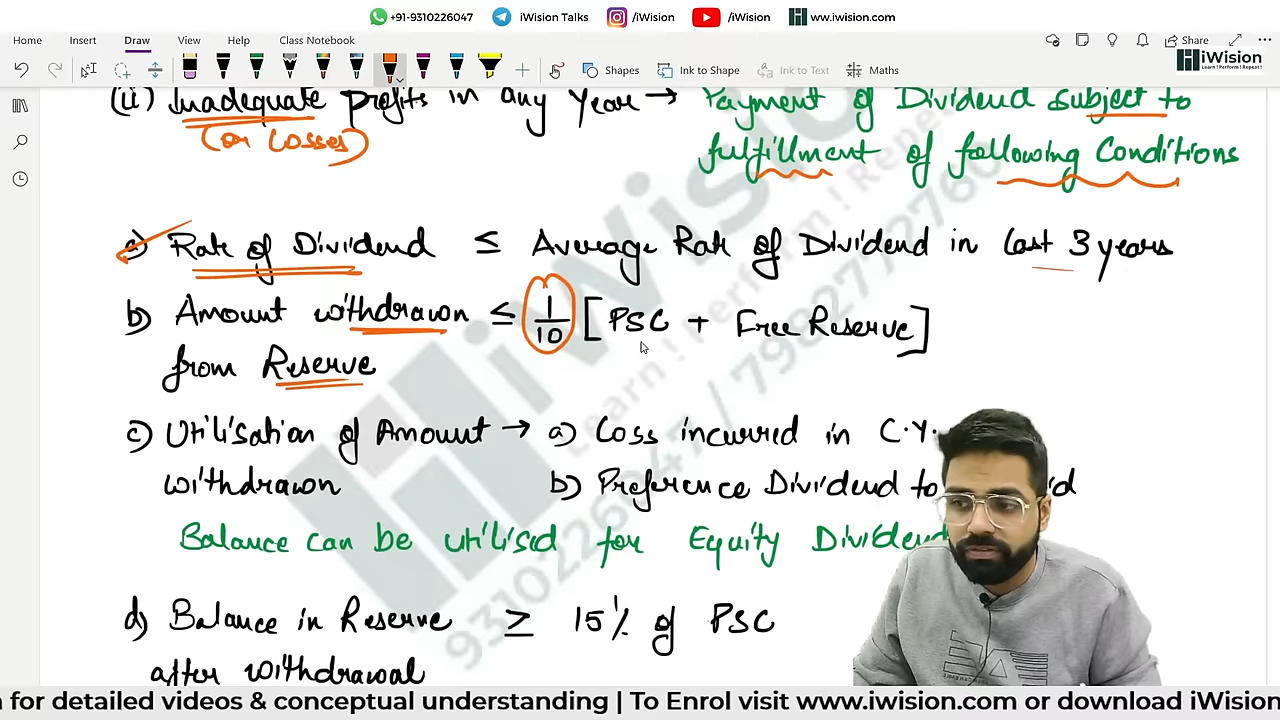 +91-9310226047 iWision Talks /iWision /iWision ww.iwision.com
Home Insert Draw View Help Class Notebook Share
Shapes Ink to Shape Ink to Text Maths
iWision
Learn ! Perform ! Repeat !
(ii) Inadequate profits in any Year → Payment of Dividend subject to
(or Losses) fulfillment of following Conditions
a) Rate of Dividend ≤ Average Rate of Dividend in last 3 years
b) Amount withdrawn ≤ 1/10 [PSC + Free Reserve]
from Reserve
c) Utilisation of Amount → a) Loss incurred in C.Y.
withdrawn b) Preference Dividend to
Balance can be utilised for Equity Dividend
d) Balance in Reserve ≥ 15% of PSC
after withdrawal
n for detailed videos & conceptual understanding | To Enrol visit www.iwision.com or download iWision